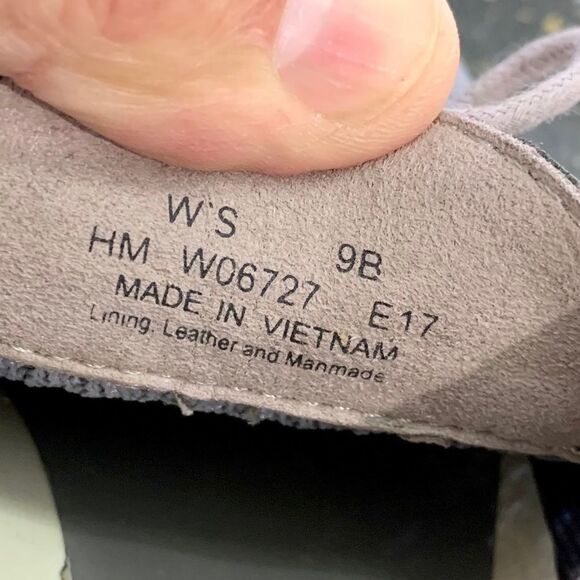 W'S 9B
HM W06727 E17
MADE IN VIETNAM
Lining: Leather and Manmade